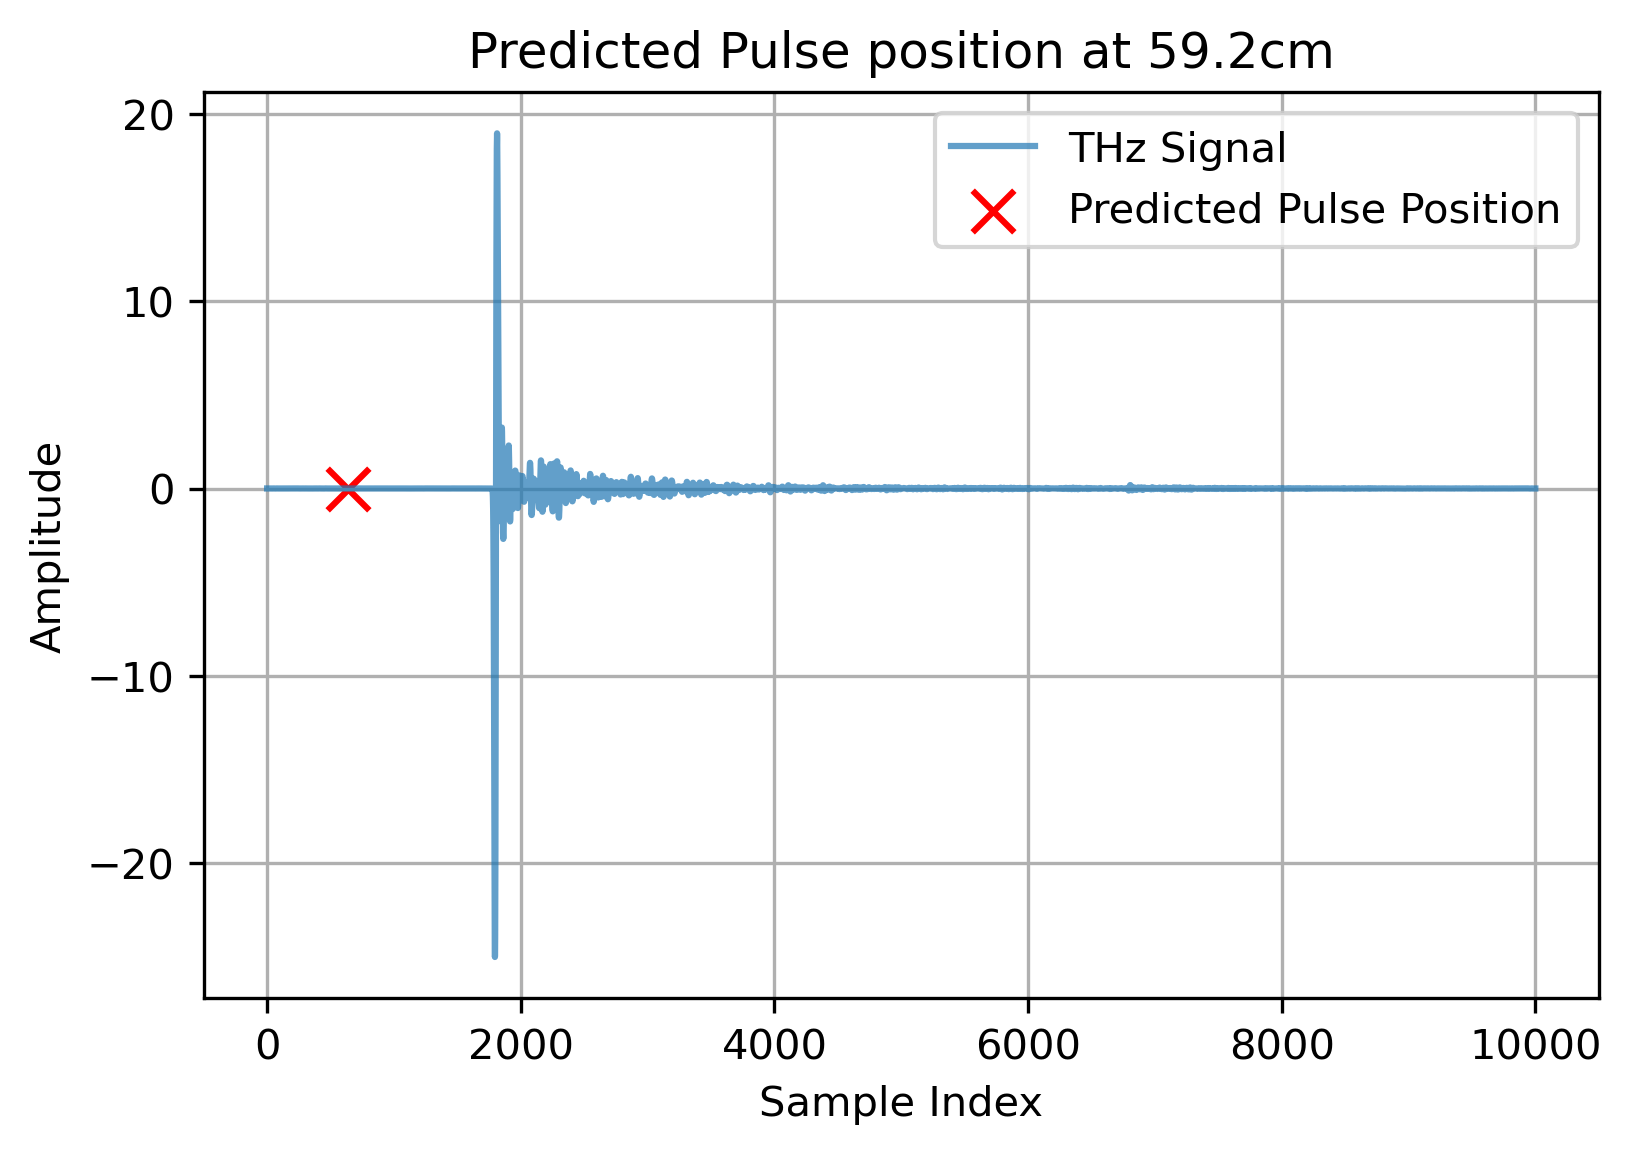 Predicted Pulse position at 59.2cm
THz Signal
Predicted Pulse Position
20
10
0
−10
−20
Amplitude
0 2000 4000 6000 8000 10000
Sample Index